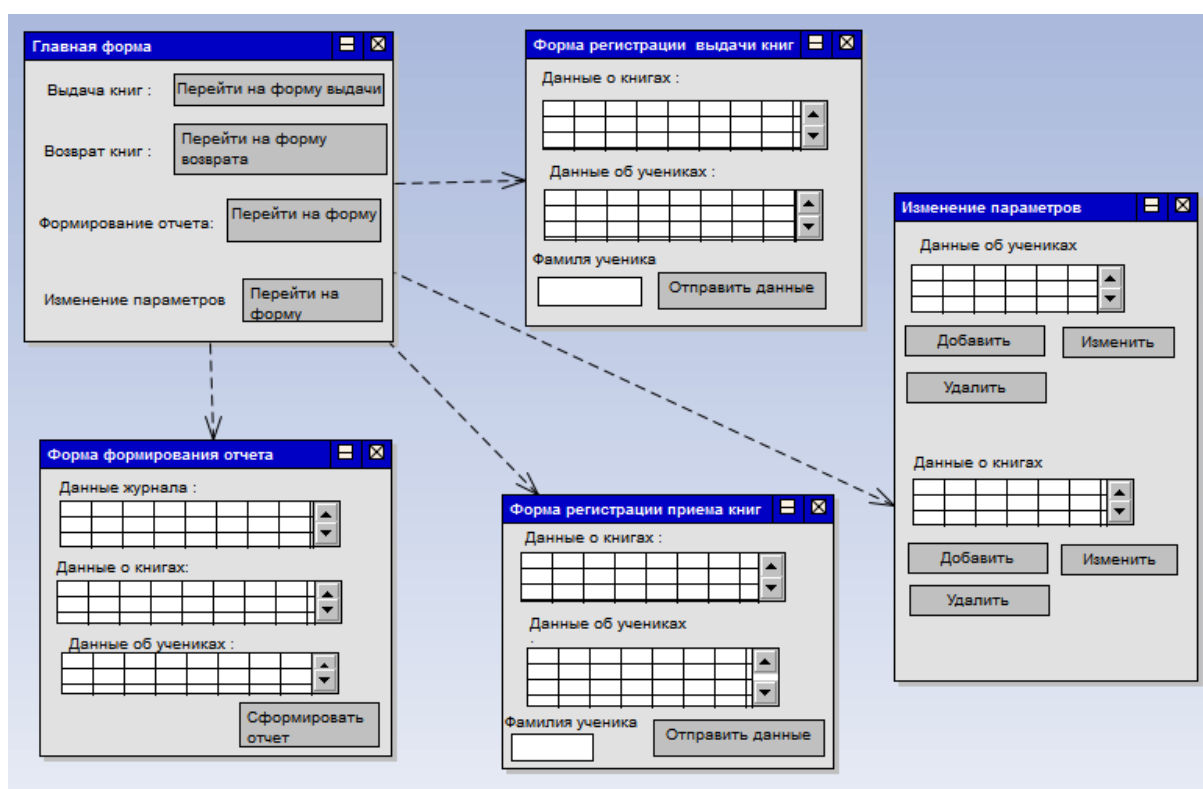 Главная форма
Выдача книг :
Перейти на форму выдачи
Возврат книг :
Перейти на форму
возврата
Формирование отчета:
Перейти на форму
Изменение параметров
Перейти на
форму
Форма регистрации выдачи книг
Данные о книгах :
Данные об учениках :
Фамиля ученика
Отправить данные
Изменение параметров
Данные об учениках
Добавить
Изменить
Удалить
Данные о книгах
Добавить
Изменить
Удалить
Форма формирования отчета
Данные журнала :
Данные о книгах:
Данные об учениках :
Сформировать
отчет
Форма регистрации приема книг
Данные о книгах :
Данные об учениках
:
Фамилия ученика
Отправить данные